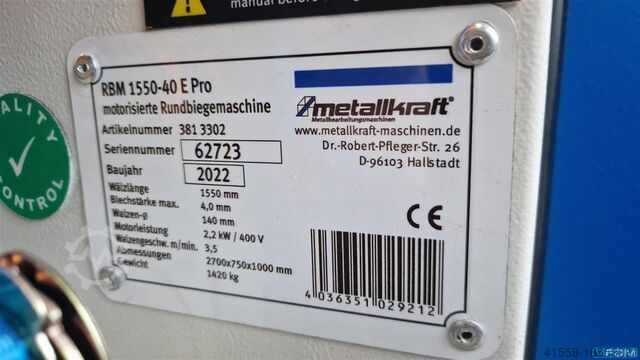 manual before
RBM 1550-40 E Pro
motorisierte Rundbiegemaschine
Artikelnummer 381 3302
Seriennummer 62723
Baujahr 2022
Wälzlänge 1550 mm
Blechstärke max. 4,0 mm
Walzen-ø 140 mm
Motorleistung 2,2 kW / 400 V
Walzengeschw. m/min. 3,5
Abmessungen 2700x750x1000 mm
Gewicht 1420 kg
metallkraft®
Metallbearbeitungsmaschinen
www.metallkraft-maschinen.de
Dr.-Robert-Pfleger-Str. 26
D-96103 Hallstadt
CE
4 036351 029212
QUALITY
CONTROL